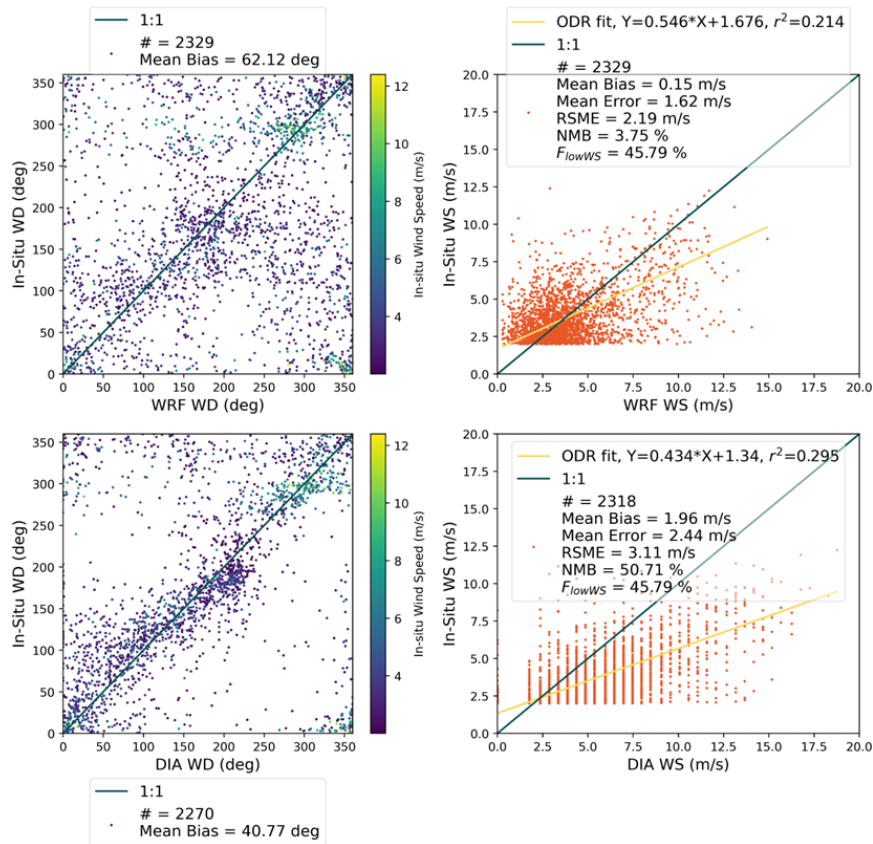 1:1
# = 2329
Mean Bias = 62.12 deg
ODR fit, Y=0.546*X+1.676, r²=0.214
1:1
# = 2329
Mean Bias = 0.15 m/s
Mean Error = 1.62 m/s
RSME = 2.19 m/s
NMB = 3.75 %
F_lowWS = 45.79 %
350
300
250
200
150
100
50
0
In-Situ WD (deg)
0 50 100 150 200 250 300 350
WRF WD (deg)
12
10
8
6
4
In-situ Wind Speed (m/s)
20.0
17.5
15.0
12.5
10.0
7.5
5.0
2.5
0.0
In-Situ WS (m/s)
0.0 2.5 5.0 7.5 10.0 12.5 15.0 17.5 20.0
WRF WS (m/s)
350
300
250
200
150
100
50
0
In-Situ WD (deg)
0 50 100 150 200 250 300 350
DIA WD (deg)
12
10
8
6
4
In-situ Wind Speed (m/s)
1:1
# = 2270
Mean Bias = 40.77 deg
ODR fit, Y=0.434*X+1.34, r²=0.295
1:1
# = 2318
Mean Bias = 1.96 m/s
Mean Error = 2.44 m/s
RSME = 3.11 m/s
NMB = 50.71 %
F_lowWS = 45.79 %
20.0
17.5
15.0
12.5
10.0
7.5
5.0
2.5
0.0
In-Situ WS (m/s)
0.0 2.5 5.0 7.5 10.0 12.5 15.0 17.5 20.0
DIA WS (m/s)